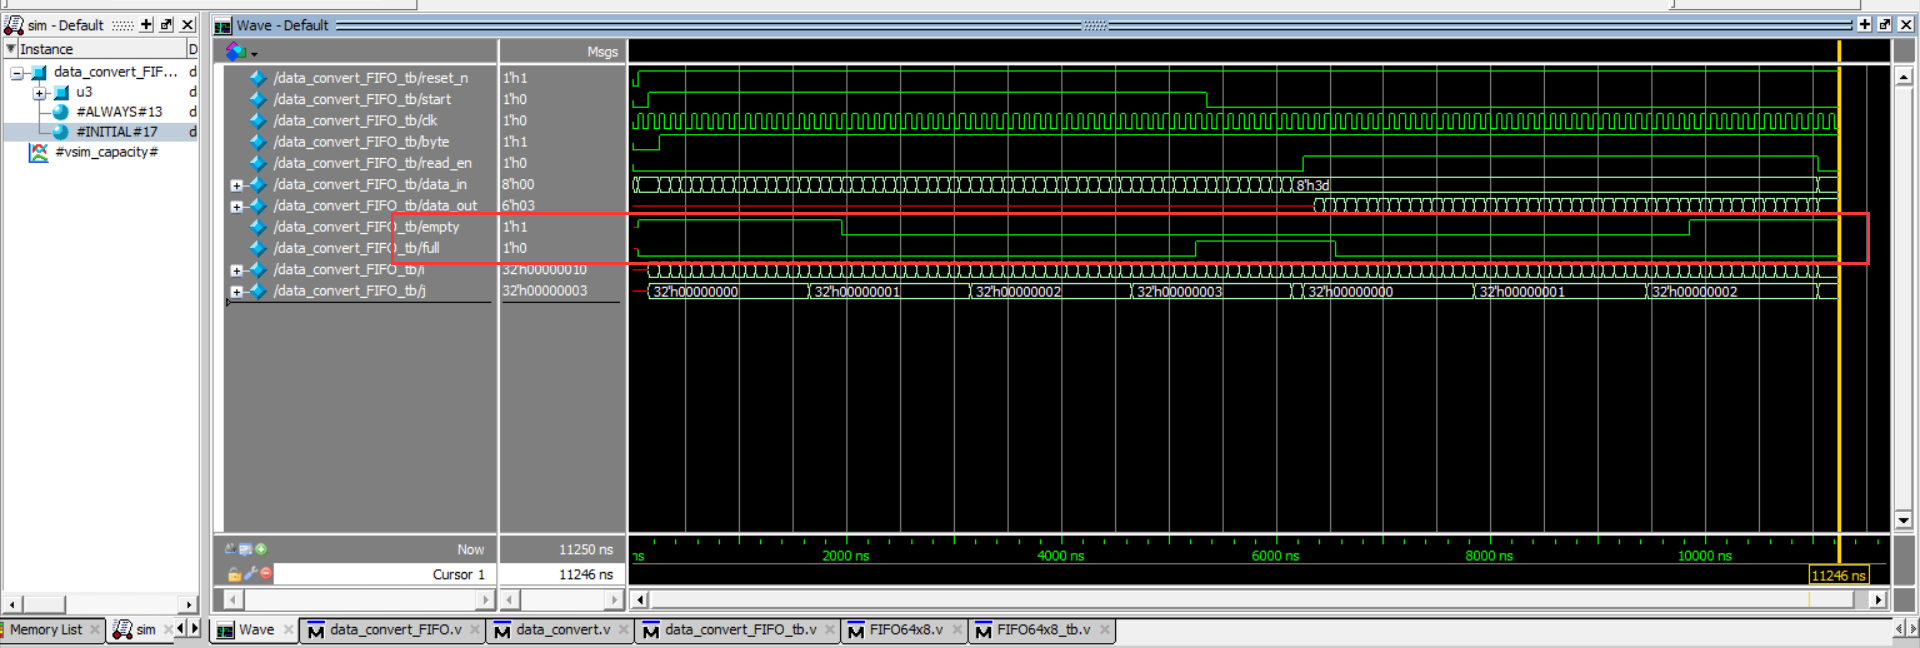 sim - Default
Wave - Default
Instance
D
Msgs
data_convert_FIF... d
u3 d
#ALWAYS#13 d
#INITIAL#17 d
#vsim_capacity#
/data_convert_FIFO_tb/reset_n 1'h1
/data_convert_FIFO_tb/start 1'h0
/data_convert_FIFO_tb/clk 1'h0
/data_convert_FIFO_tb/byte 1'h1
/data_convert_FIFO_tb/read_en 1'h0
/data_convert_FIFO_tb/data_in 8'h00 8'h3d
/data_convert_FIFO_tb/data_out 6'h03
/data_convert_FIFO_tb/empty 1'h1
/data_convert_FIFO_tb/full 1'h0
/data_convert_FIFO_tb/i 32'h00000010
/data_convert_FIFO_tb/j 32'h00000003 32'h00000000 32'h00000001 32'h00000002 32'h00000003 32'h00000000 32'h00000001 32'h00000002
Now 11250 ns ns 2000 ns 4000 ns 6000 ns 8000 ns 10000 ns
Cursor 1 11246 ns 11246 ns
Memory List sim Wave data_convert_FIFO.v data_convert.v data_convert_FIFO_tb.v FIFO64x8.v FIFO64x8_tb.v